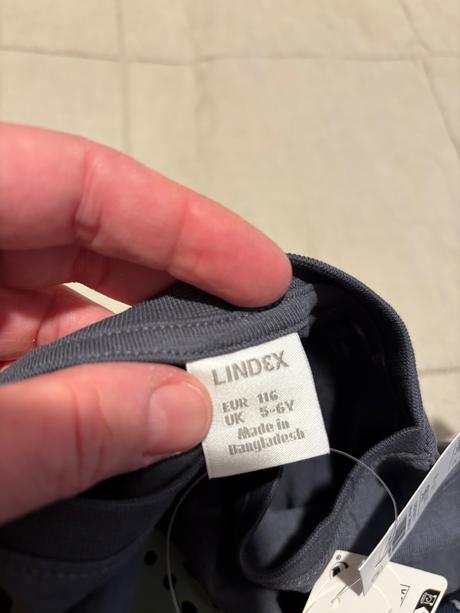 LINDEX
EUR 116
UK 5-6Y
Made in
Bangladesh